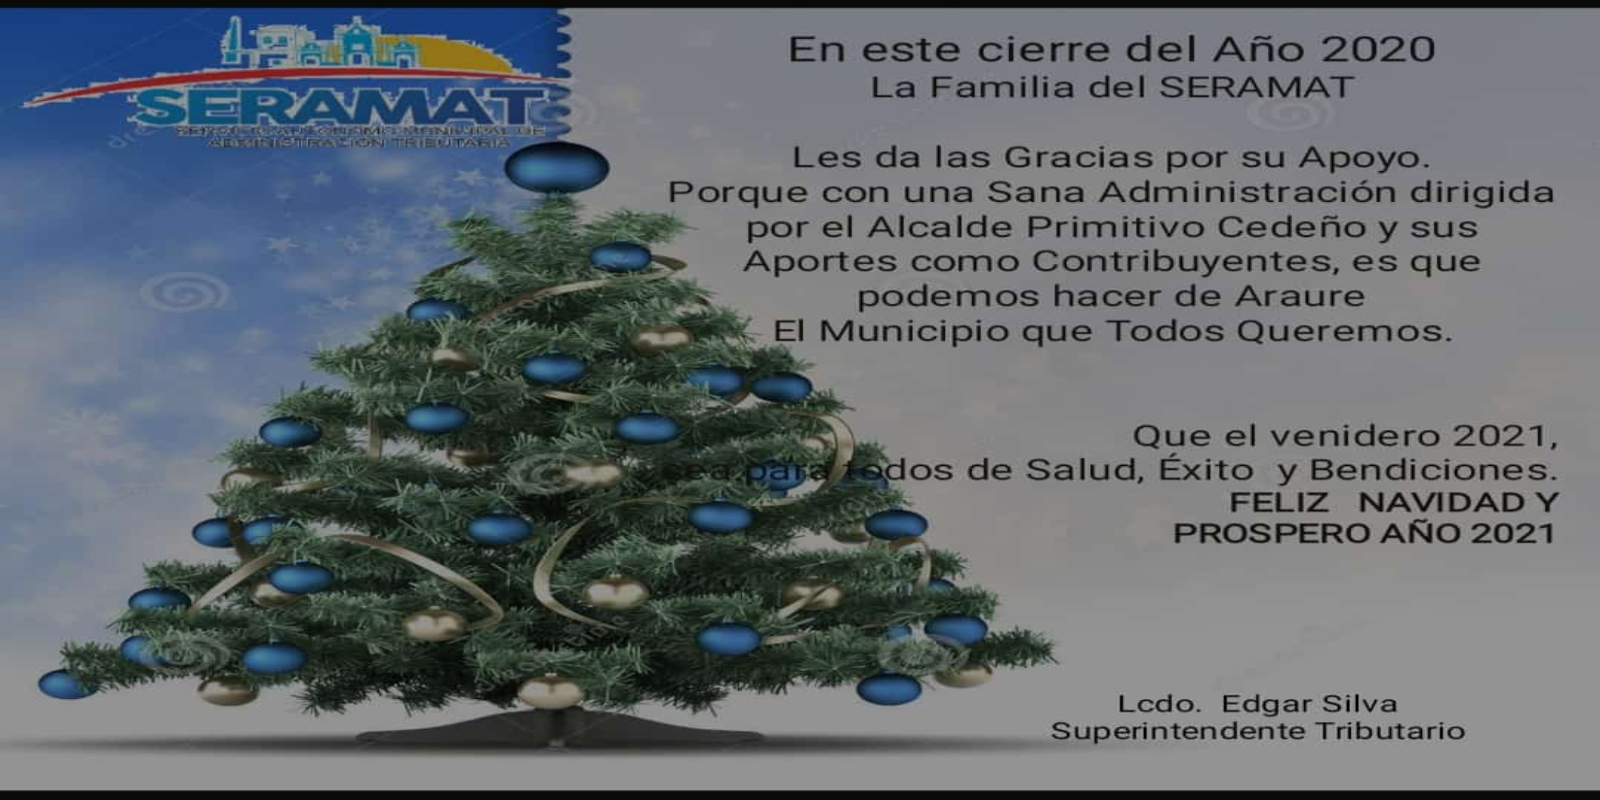 SERAMAT
SERVICIO AUTONOMO MUNICIPAL DE
ADMINISTRACION TRIBUTARIA
En este cierre del Año 2020
La Familia del SERAMAT
Les da las Gracias por su Apoyo.
Porque con una Sana Administración dirigida
por el Alcalde Primitivo Cedeño y sus
Aportes como Contribuyentes, es que
podemos hacer de Araure
El Municipio que Todos Queremos.
Que el venidero 2021,
sea para todos de Salud, Éxito y Bendiciones.
FELIZ NAVIDAD Y
PROSPERO AÑO 2021
Lcdo. Edgar Silva
Superintendente Tributario